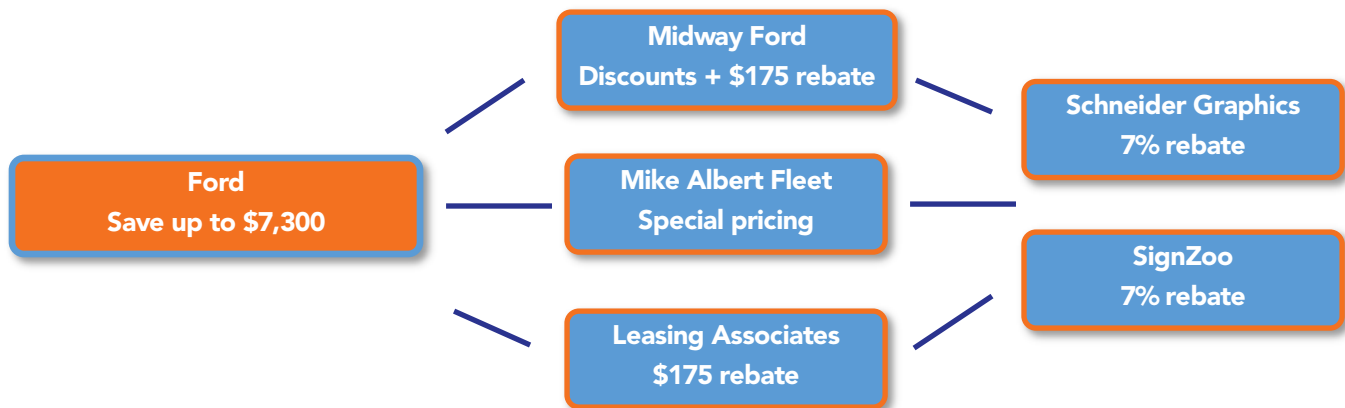 Ford
Save up to $7,300
Midway Ford
Discounts + $175 rebate
Mike Albert Fleet
Special pricing
Leasing Associates
$175 rebate
Schneider Graphics
7% rebate
SignZoo
7% rebate